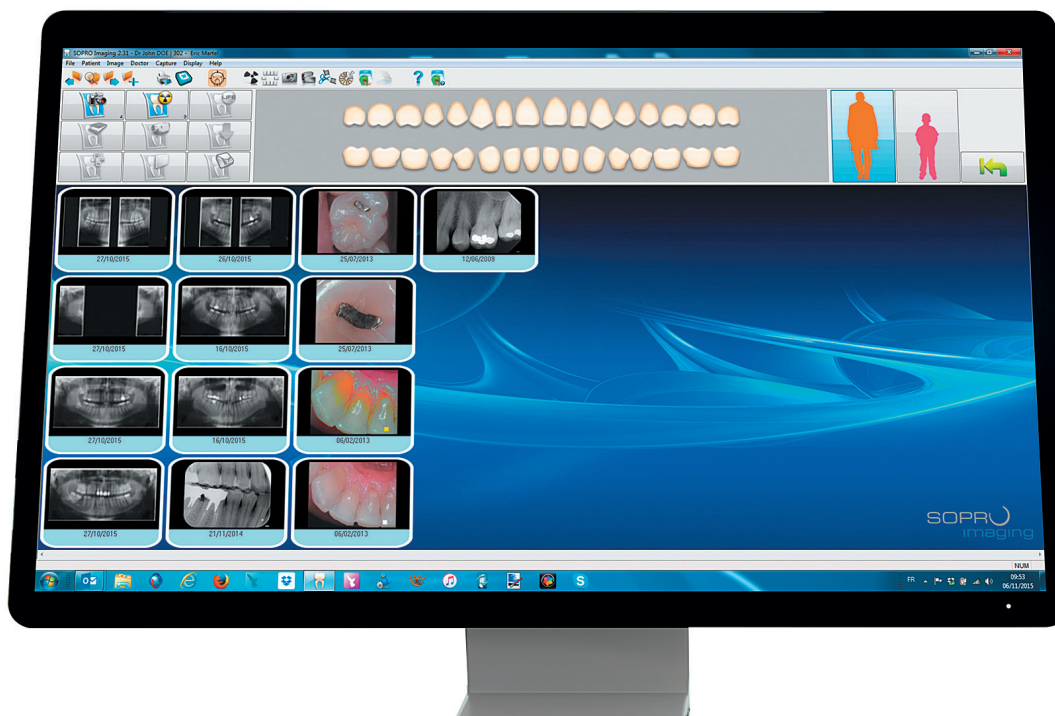 SOPRO Imaging 2.31 - Dr John DOE | 302 - Eric Martel
File Patient Image Doctor Capture Display Help
27/10/2015
26/10/2015
25/07/2013
12/06/2009
27/10/2015
16/10/2015
25/07/2013
27/10/2015
16/10/2015
06/02/2013
27/10/2015
21/11/2014
06/02/2013
SOPRO
imaging
NUM
FR
09:53
06/11/2015